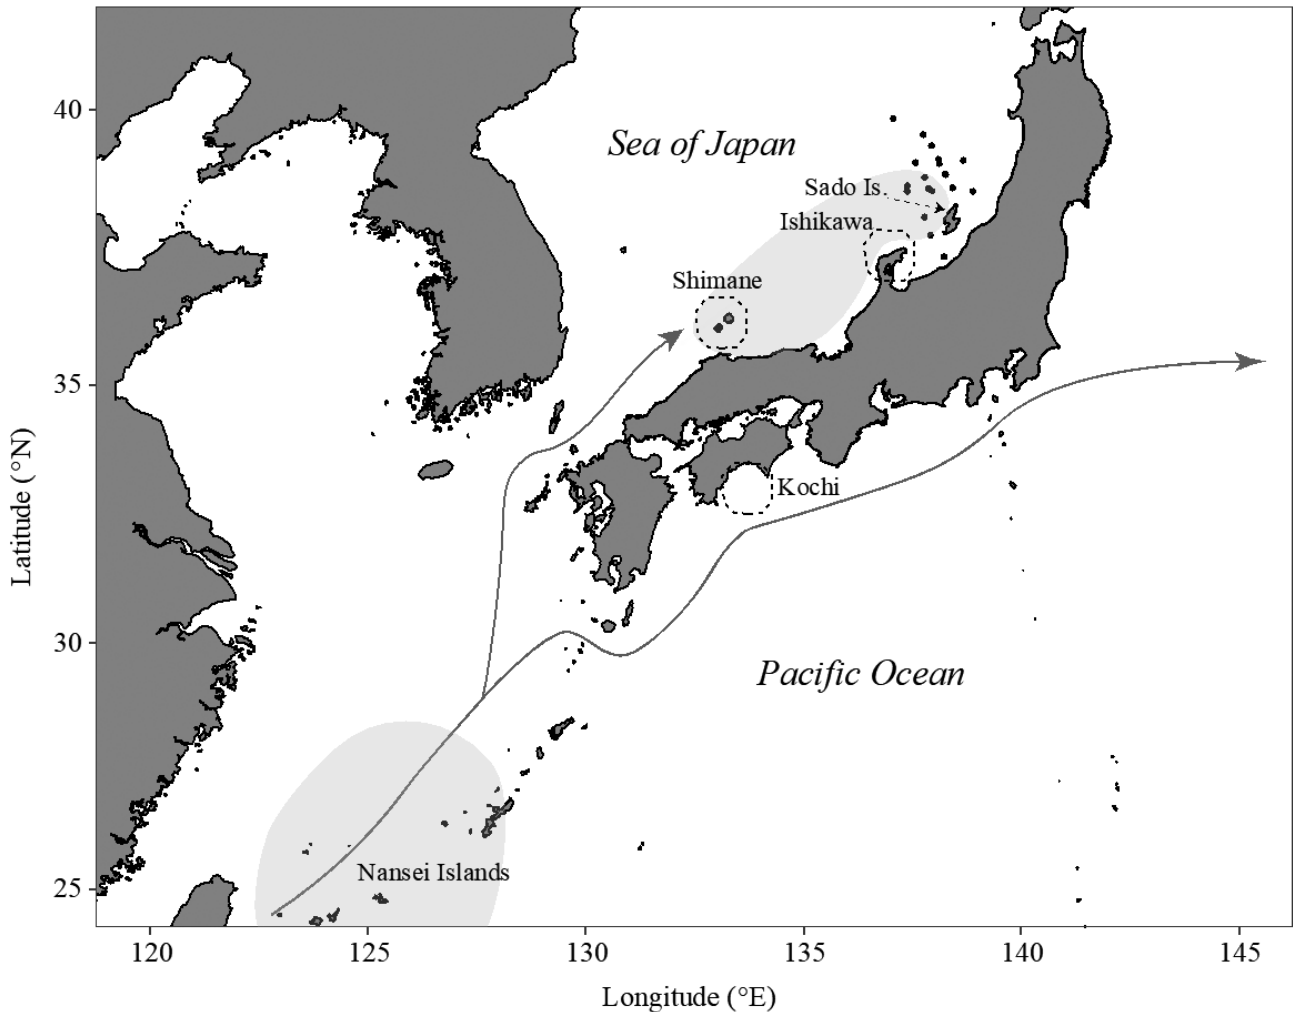 40
Sea of Japan
Sado Is.
Ishikawa
Shimane
35
Kochi
Latitude (°N)
30
Pacific Ocean
Nansei Islands
25
120
125
130
135
140
145
Longitude (°E)